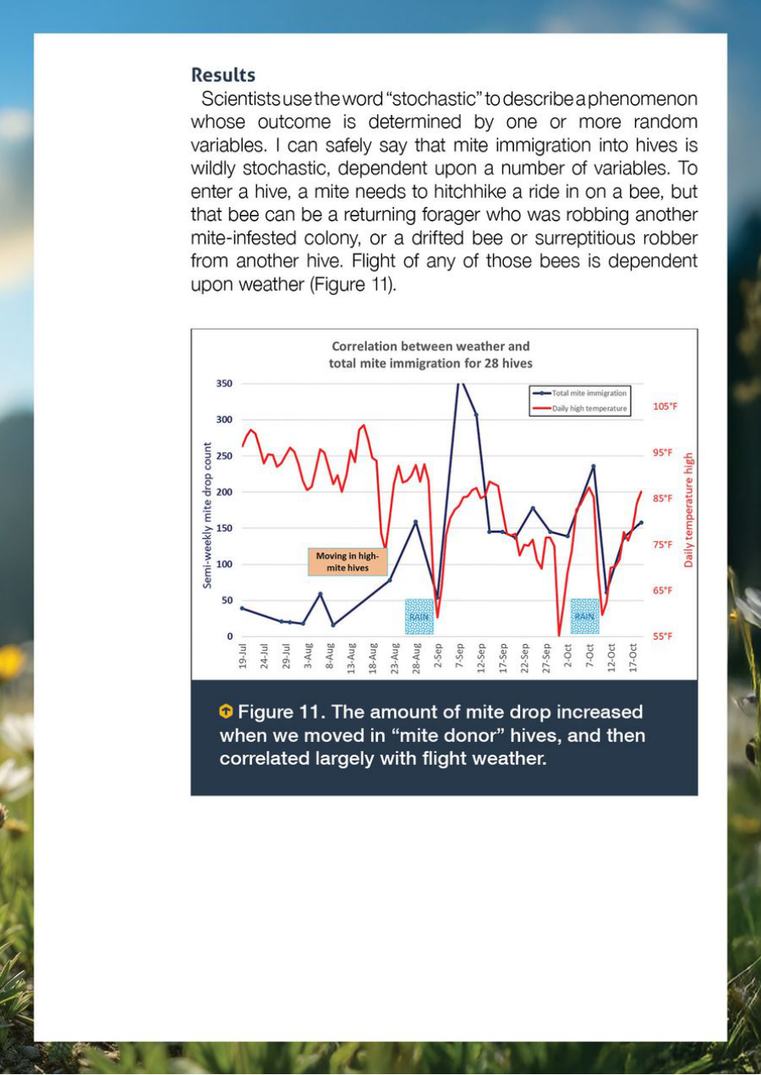 Results
Scientists use the word “stochastic” to describe a phenomenon
whose outcome is determined by one or more random
variables. I can safely say that mite immigration into hives is
wildly stochastic, dependent upon a number of variables. To
enter a hive, a mite needs to hitchhike a ride in on a bee, but
that bee can be a returning forager who was robbing another
mite-infested colony, or a drifted bee or surreptitious robber
from another hive. Flight of any of those bees is dependent
upon weather (Figure 11).
Correlation between weather and
total mite immigration for 28 hives
Semi-weekly mite drop count
350
300
250
200
150
100
50
0
Total mite immigration
Daily high temperature
Moving in high-
mite hives
RAIN
RAIN
105°F
95°F
85°F
75°F
65°F
55°F
Daily temperature high
19-Jul
24-Jul
29-Jul
3-Aug
8-Aug
13-Aug
18-Aug
23-Aug
28-Aug
2-Sep
7-Sep
12-Sep
17-Sep
22-Sep
27-Sep
2-Oct
7-Oct
12-Oct
17-Oct
Figure 11. The amount of mite drop increased
when we moved in “mite donor” hives, and then
correlated largely with flight weather.